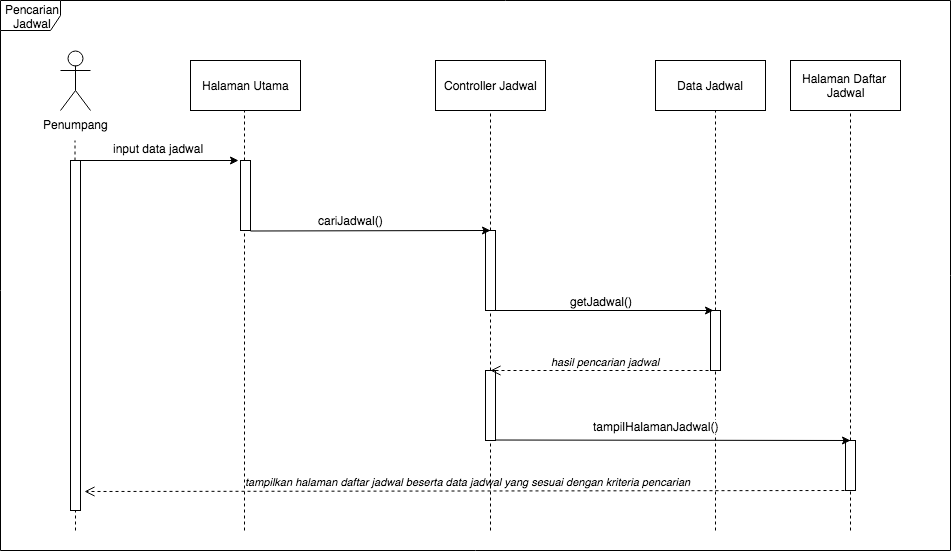 Pencarian
Jadwal
Penumpang
Halaman Utama
Controller Jadwal
Data Jadwal
Halaman Daftar
Jadwal
input data jadwal
cariJadwal()
getJadwal()
hasil pencarian jadwal
tampilHalamanJadwal()
tampilkan halaman daftar jadwal beserta data jadwal yang sesuai dengan kriteria pencarian